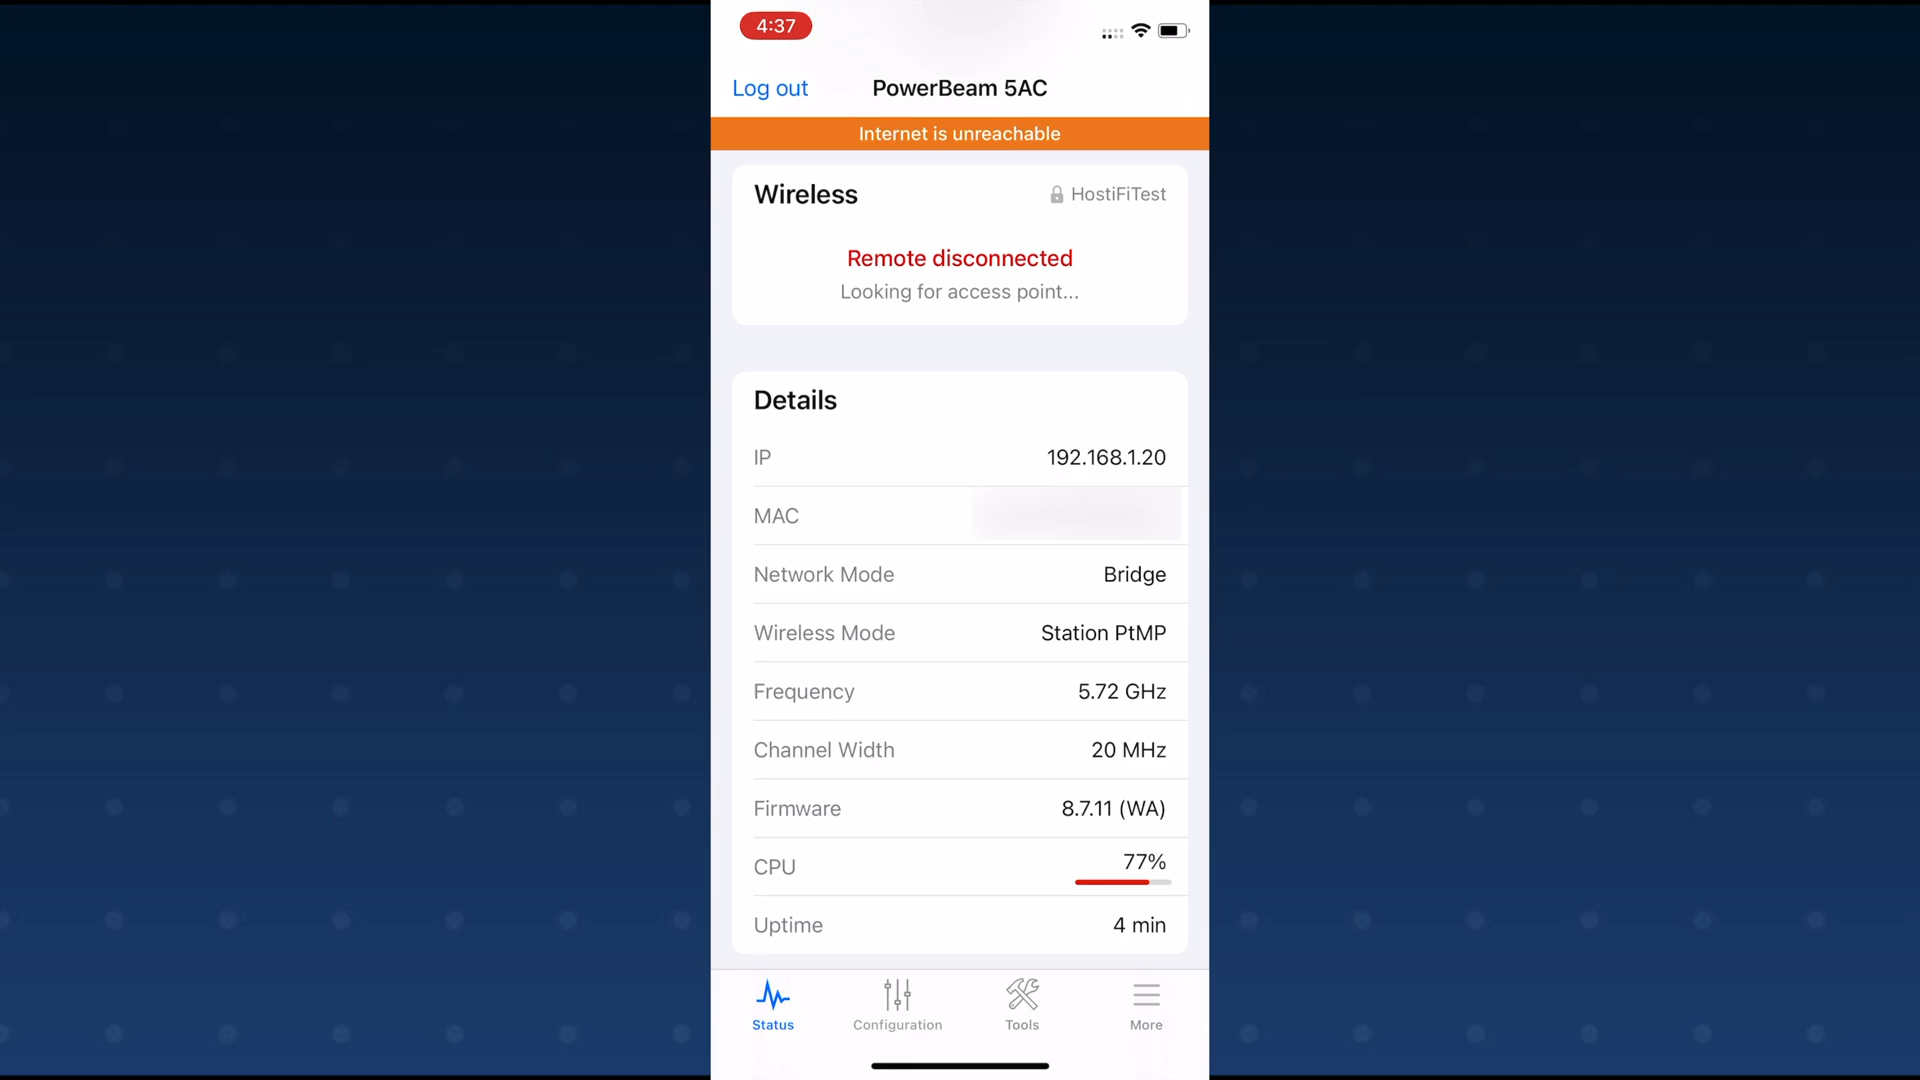 4:37
Log out
PowerBeam 5AC
Internet is unreachable
Wireless
HostiFiTest
Remote disconnected
Looking for access point...
Details
IP 192.168.1.20
MAC
Network Mode Bridge
Wireless Mode Station PtMP
Frequency 5.72 GHz
Channel Width 20 MHz
Firmware 8.7.11 (WA)
CPU 77%
Uptime 4 min
Status Configuration Tools More